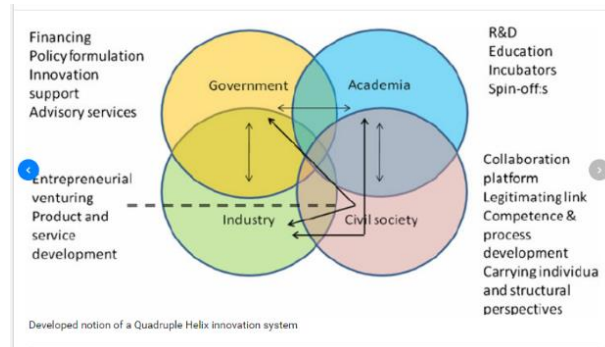 Financing
Policy formulation
Innovation
support
Advisory services
R&D
Education
Incubators
Spin-off:s
Government
Academia
Entrepreneurial
venturing
Product and
service
development
Industry
Civil society
Collaboration
platform
Legitimating link
Competence &
process
development
Carrying individua
and structural
perspectives
Developed notion of a Quadruple Helix innovation system